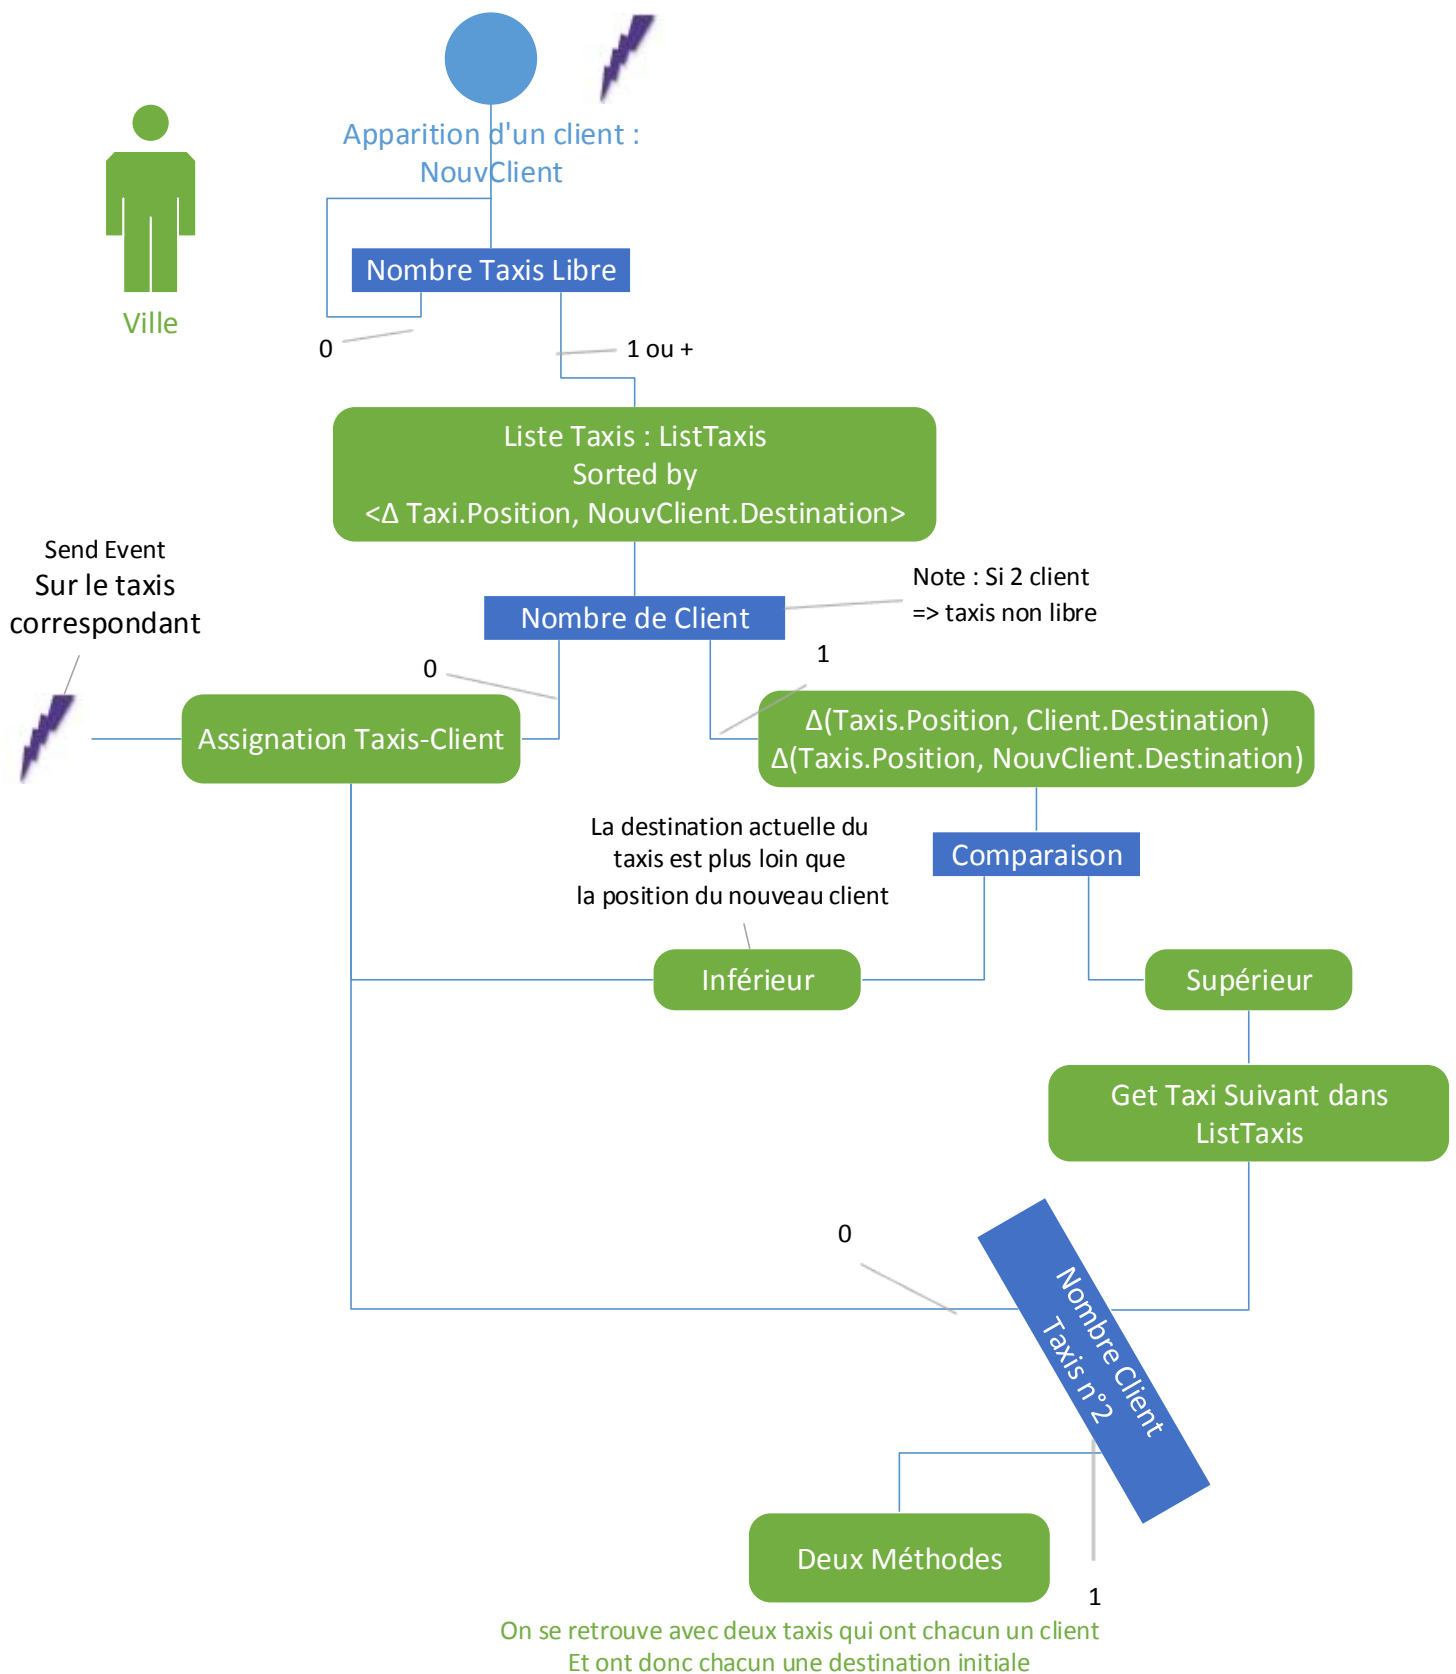 Apparition d'un client :
NouvClient
Ville
Nombre Taxis Libre
0
1 ou +
Liste Taxis : ListTaxis
Sorted by
<Δ Taxi.Position, NouvClient.Destination>
Send Event
Sur le taxis
correspondant
Nombre de Client
Note : Si 2 client
=> taxis non libre
0
1
Assignation Taxis-Client
Δ(Taxis.Position, Client.Destination)
Δ(Taxis.Position, NouvClient.Destination)
La destination actuelle du
taxis est plus loin que
la position du nouveau client
Comparaison
Inférieur
Supérieur
Get Taxi Suivant dans
ListTaxis
0
Nombre Client
Taxis n°2
Deux Méthodes
1
On se retrouve avec deux taxis qui ont chacun un client
Et ont donc chacun une destination initiale